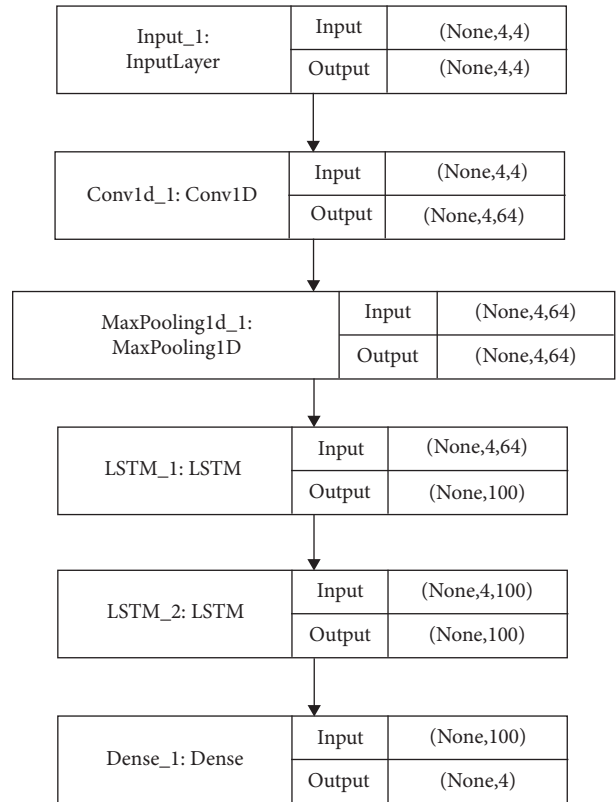 Input_1:
InputLayer
Input
(None,4,4)
Output
(None,4,4)
Conv1d_1: Conv1D
Input
(None,4,4)
Output
(None,4,64)
MaxPooling1d_1:
MaxPooling1D
Input
(None,4,64)
Output
(None,4,64)
LSTM_1: LSTM
Input
(None,4,64)
Output
(None,100)
LSTM_2: LSTM
Input
(None,4,100)
Output
(None,100)
Dense_1: Dense
Input
(None,100)
Output
(None,4)